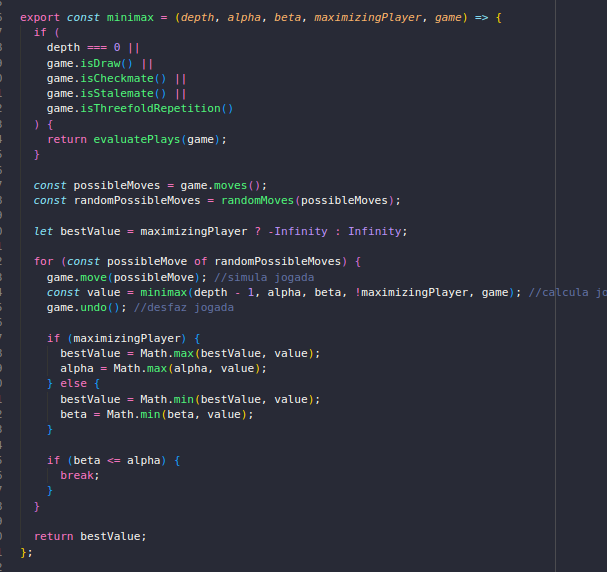 export const minimax = (depth, alpha, beta, maximizingPlayer, game) => {
  if (
    depth === 0 ||
    game.isDraw() ||
    game.isCheckmate() ||
    game.isStalemate() ||
    game.isThreefoldRepetition()
  ) {
    return evaluatePlays(game);
  }

  const possibleMoves = game.moves();
  const randomPossibleMoves = randomMoves(possibleMoves);

  let bestValue = maximizingPlayer ? -Infinity : Infinity;

  for (const possibleMove of randomPossibleMoves) {
    game.move(possibleMove); //simula jogada
    const value = minimax(depth - 1, alpha, beta, !maximizingPlayer, game); //calcula jo
    game.undo(); //desfaz jogada

    if (maximizingPlayer) {
      bestValue = Math.max(bestValue, value);
      alpha = Math.max(alpha, value);
    } else {
      bestValue = Math.min(bestValue, value);
      beta = Math.min(beta, value);
    }

    if (beta <= alpha) {
      break;
    }
  }

  return bestValue;
};